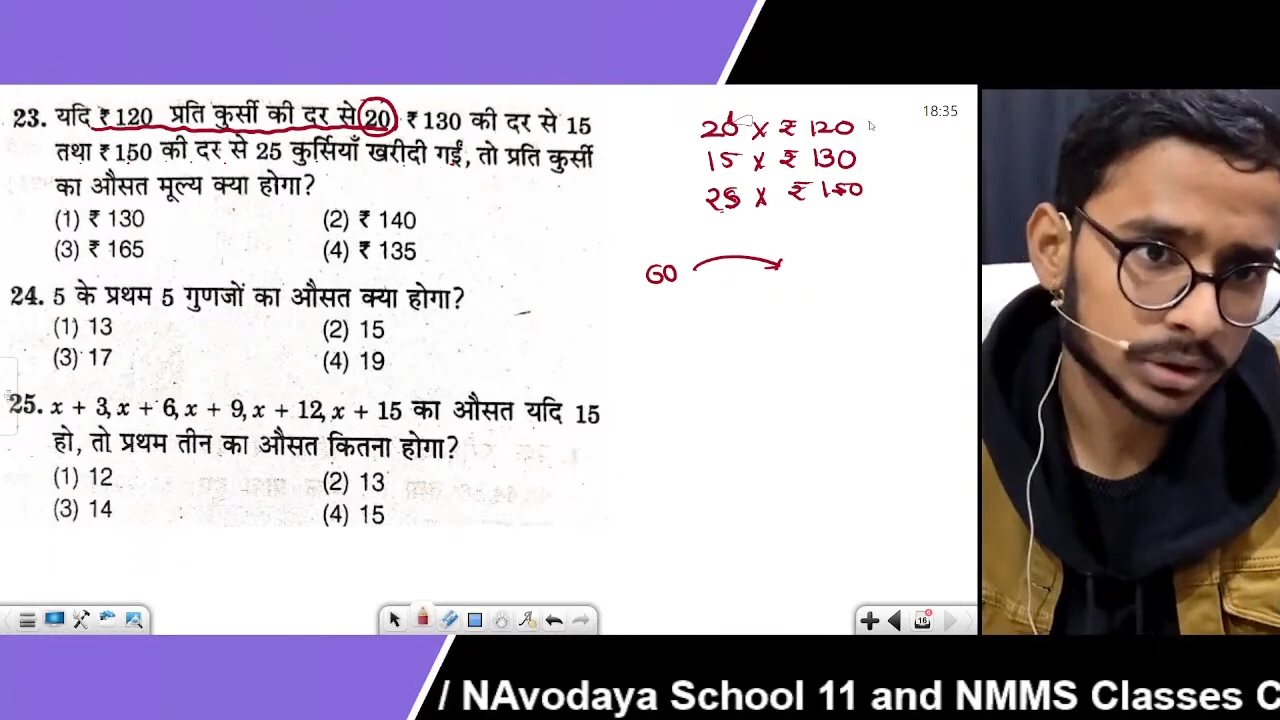 23. यदि ₹ 120 प्रति कुर्सी की दर से 20 ₹ 130 की दर से 15
तथा ₹ 150 की दर से 25 कुर्सियाँ खरीदी गईं, तो प्रति कुर्सी
का औसत मूल्य क्या होगा?
(1) ₹ 130 (2) ₹ 140
(3) ₹ 165 (4) ₹ 135
24. 5 के प्रथम 5 गुणजों का औसत क्या होगा?
(1) 13 (2) 15
(3) 17 (4) 19
25. x + 3, x + 6, x + 9, x + 12, x + 15 का औसत यदि 15
हो, तो प्रथम तीन का औसत कितना होगा?
(1) 12 (2) 13
(3) 14 (4) 15
20 x ₹ 120
15 x ₹ 130
25 x ₹ 150
60
18:35
16
/ NAvodaya School 11 and NMMS Classes C